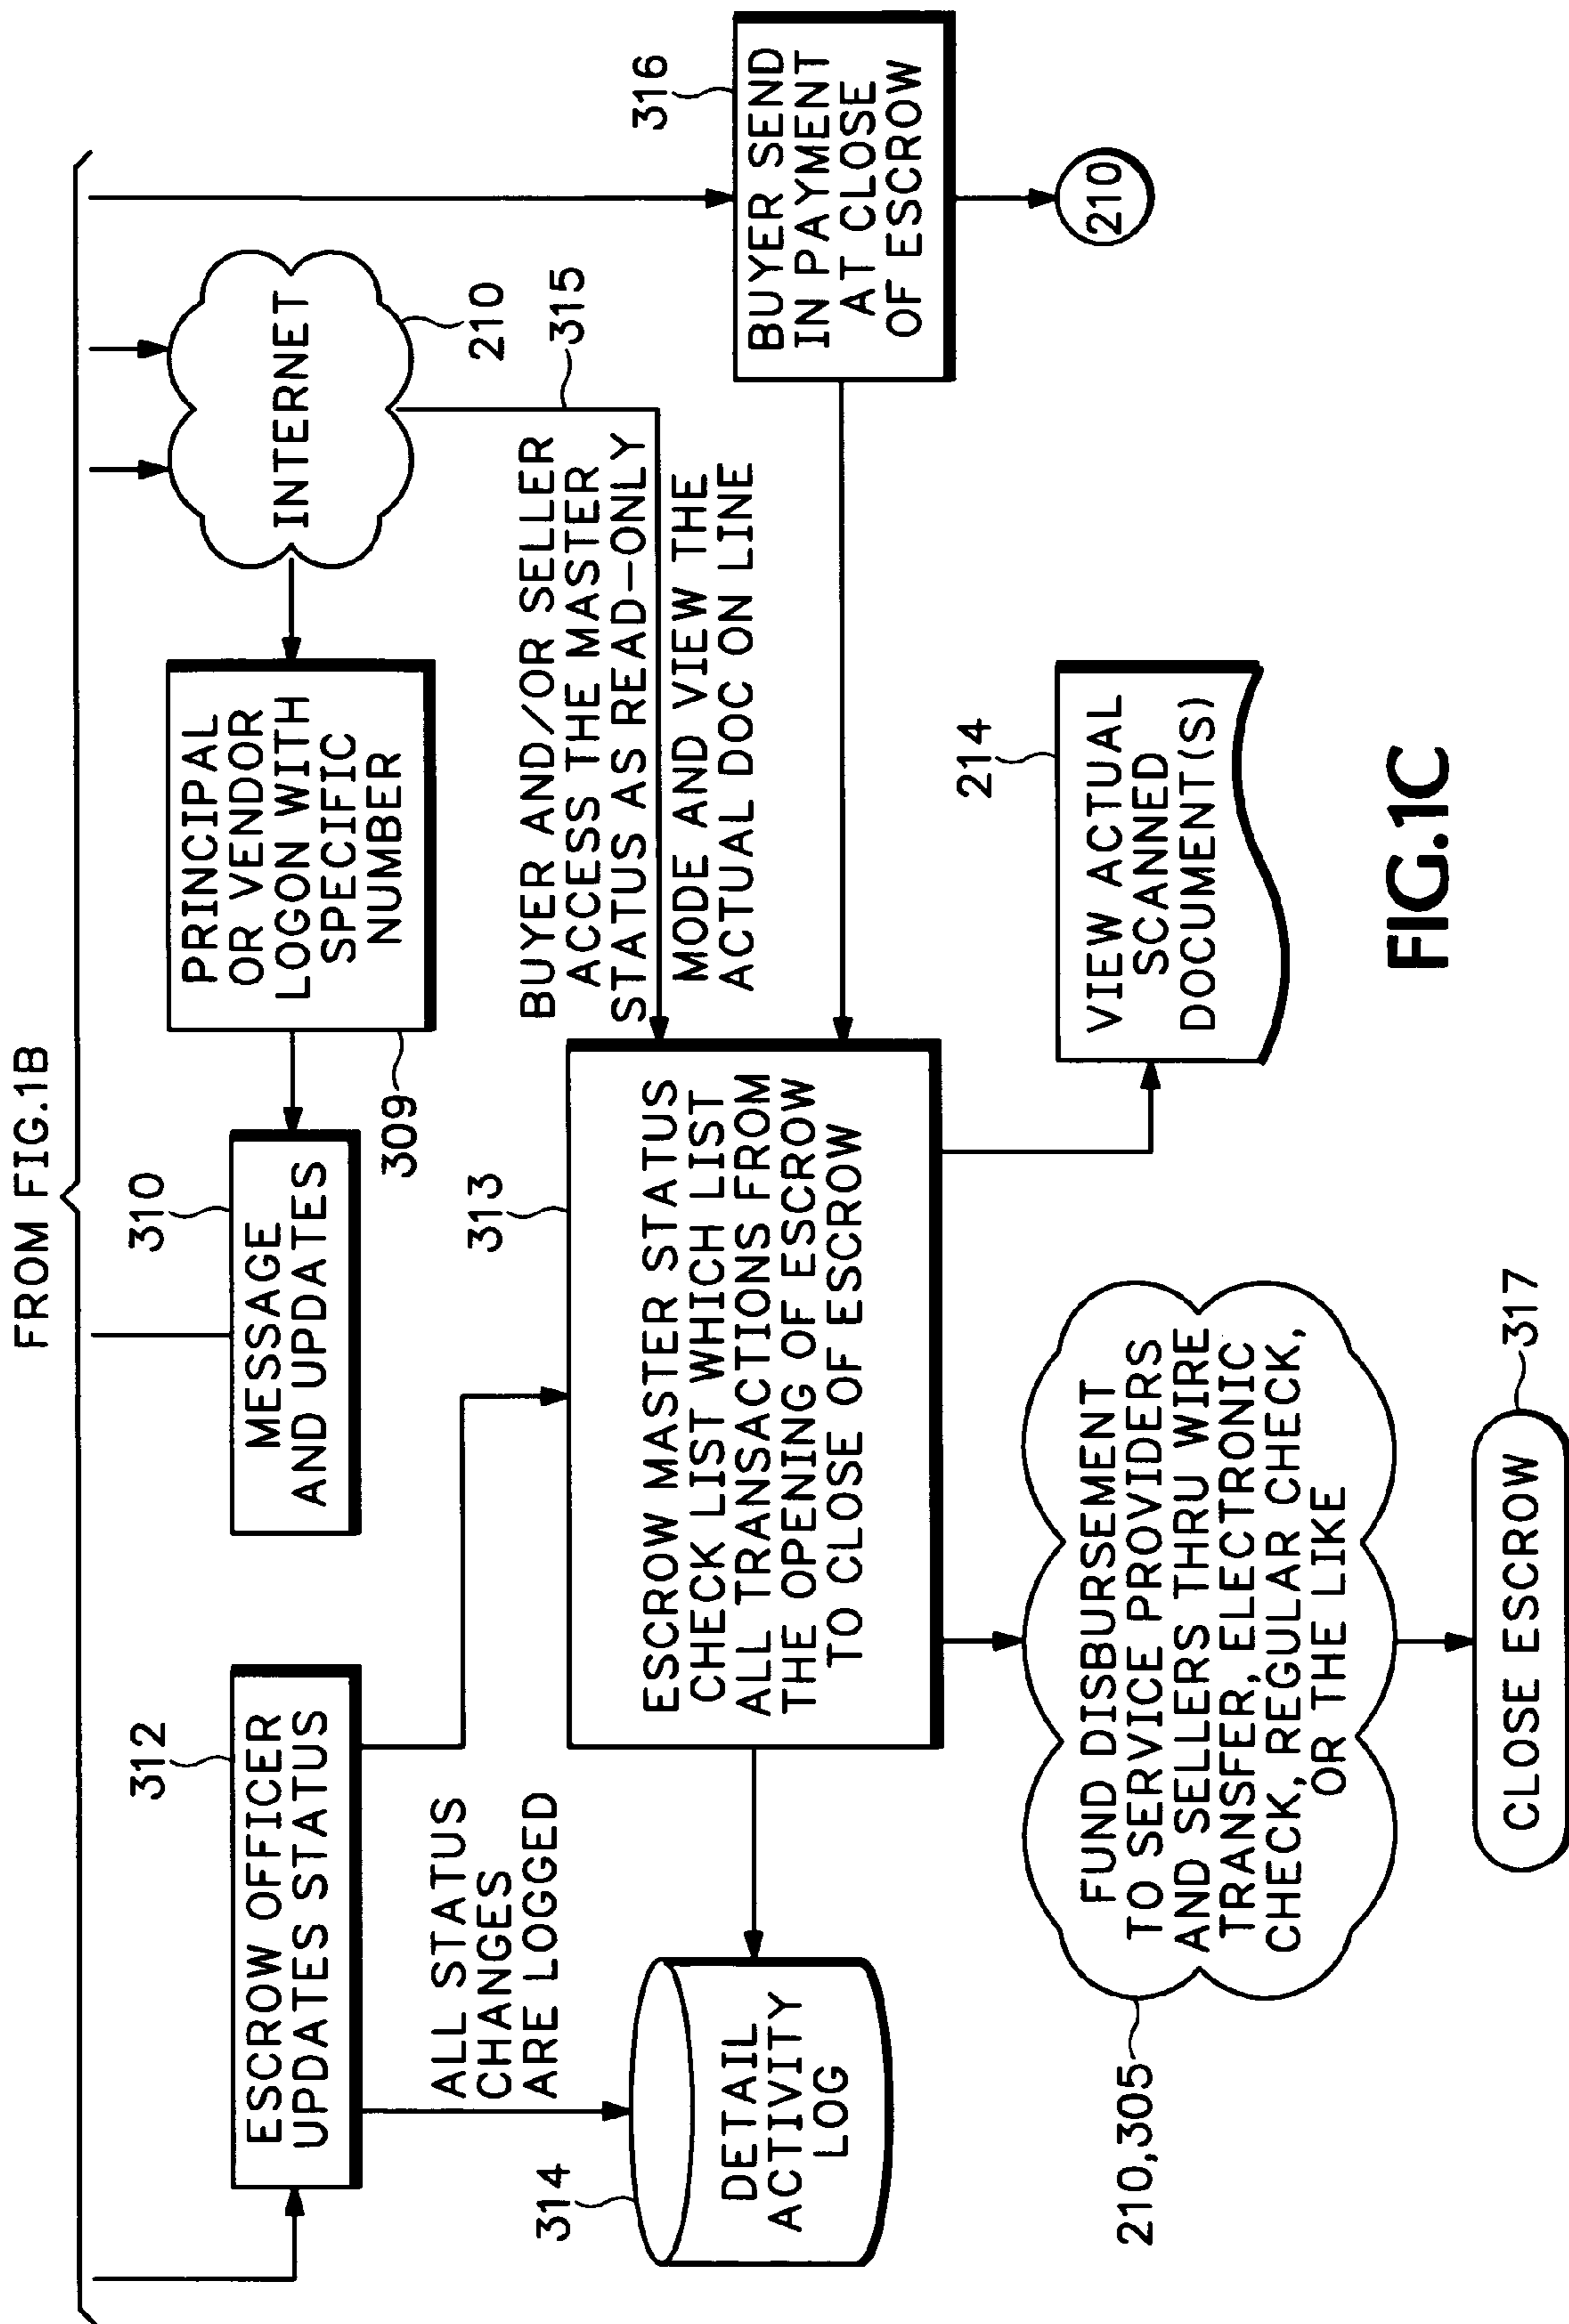 FROM FIG.1B
312
ESCROW OFFICER
UPDATES STATUS
310
MESSAGE
AND UPDATES
PRINCIPAL
OR VENDOR
LOGON WITH
SPECIFIC
NUMBER
309
INTERNET
210
315
316
BUYER SEND
IN PAYMENT
AT CLOSE
OF ESCROW
210
ALL STATUS
CHANGES
ARE LOGGED
BUYER AND/OR SELLER
ACCESS THE MASTER
STATUS AS READ-ONLY
MODE AND VIEW THE
ACTUAL DOC ON LINE
314
DETAIL
ACTIVITY
LOG
313
ESCROW MASTER STATUS
CHECK LIST WHICH LIST
ALL TRANSACTIONS FROM
THE OPENING OF ESCROW
TO CLOSE OF ESCROW
214
VIEW ACTUAL
SCANNED
DOCUMENT(S)
210,305
FUND DISBURSEMENT
TO SERVICE PROVIDERS
AND SELLERS THRU WIRE
TRANSFER, ELECTRONIC
CHECK, REGULAR CHECK,
OR THE LIKE
317
CLOSE ESCROW
FIG.1C